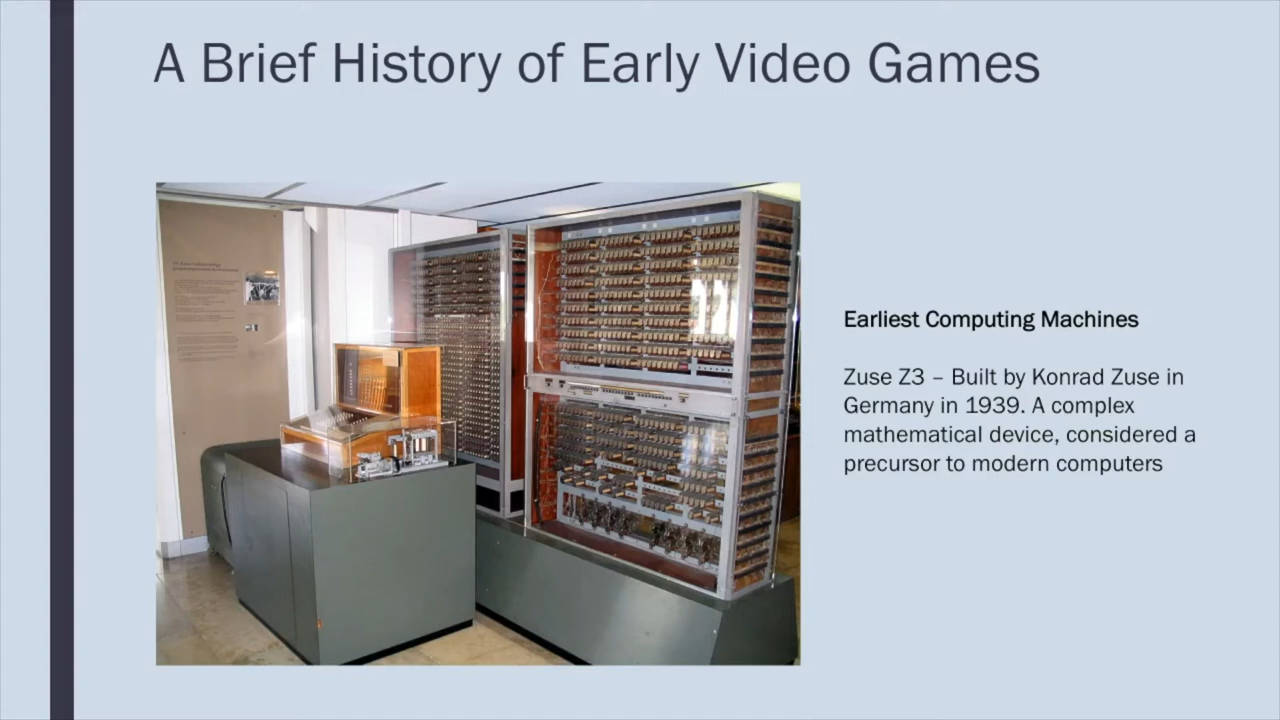 A Brief History of Early Video Games
Earliest Computing Machines
Zuse Z3 – Built by Konrad Zuse in
Germany in 1939. A complex
mathematical device, considered a
precursor to modern computers